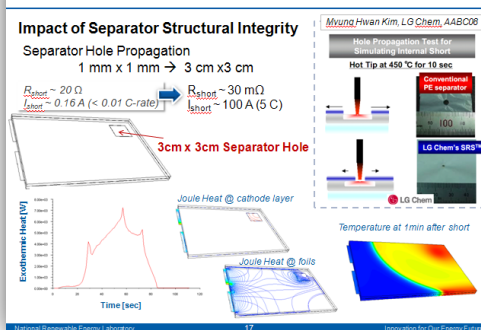 Impact of Separator Structural Integrity
Separator Hole Propagation
1 mm x 1 mm → 3 cm x3 cm
Rshort ~ 20 Ω
Ishort ~ 0.16 A (< 0.01 C-rate)
Rshort ~ 30 mΩ
Ishort ~ 100 A (5 C)
3cm x 3cm Separator Hole
Myung Hwan Kim, LG Chem, AABC08
Hole Propagation Test for
Simulating Internal Short
Hot Tip at 450 ℃ for 10 sec
Conventional
PE separator
100
LG Chem's SRS™
LG Chem
Exothermic Heat [W]
Time [sec]
Joule Heat @ cathode layer
Joule Heat @ foils
Temperature at 1min after short
National Renewable Energy Laboratory
17
Innovation for Our Energy Future